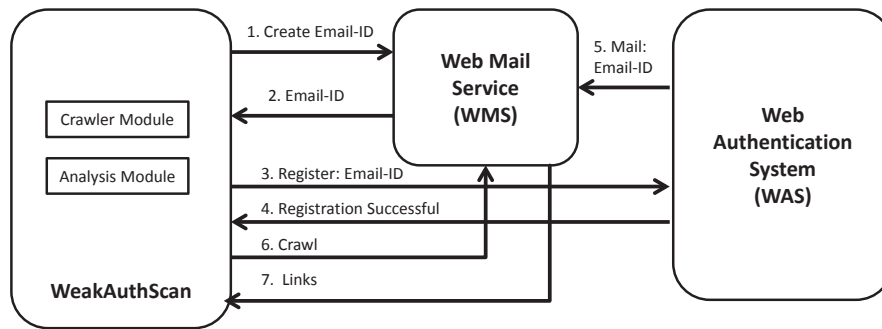 1. Create Email-ID
2. Email-ID
Crawler Module
Analysis Module
3. Register: Email-ID
4. Registration Successful
6. Crawl
7. Links
WeakAuthScan
Web Mail
Service
(WMS)
5. Mail:
Email-ID
Web
Authentication
System
(WAS)